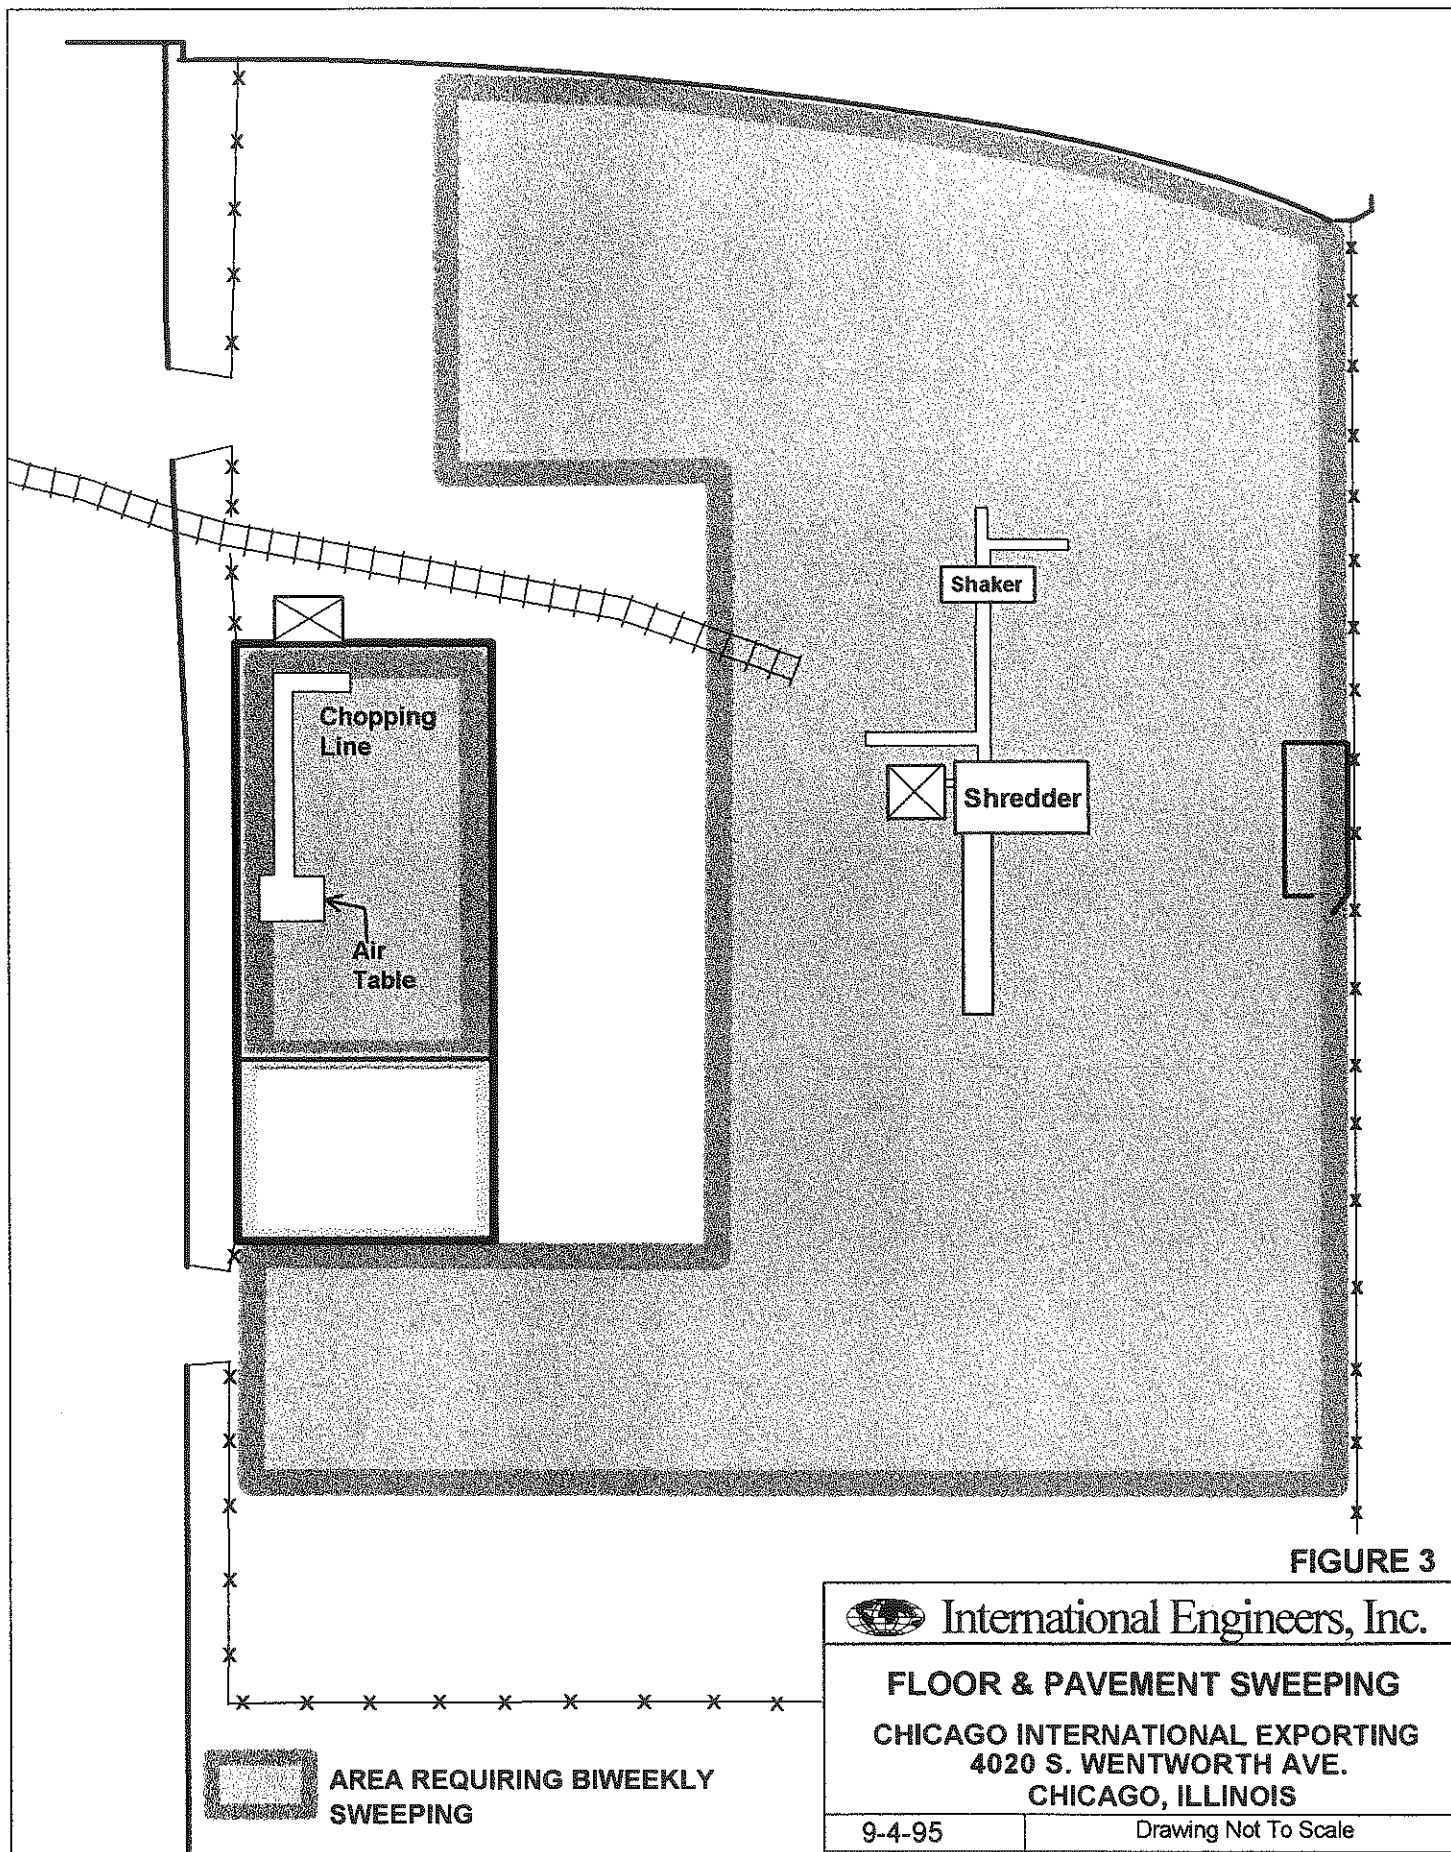 Shaker
Chopping
Line
Shredder
Air
Table
FIGURE 3
International Engineers, Inc.
FLOOR & PAVEMENT SWEEPING
CHICAGO INTERNATIONAL EXPORTING
4020 S. WENTWORTH AVE.
CHICAGO, ILLINOIS
9-4-95
Drawing Not To Scale
AREA REQUIRING BIWEEKLY
SWEEPING